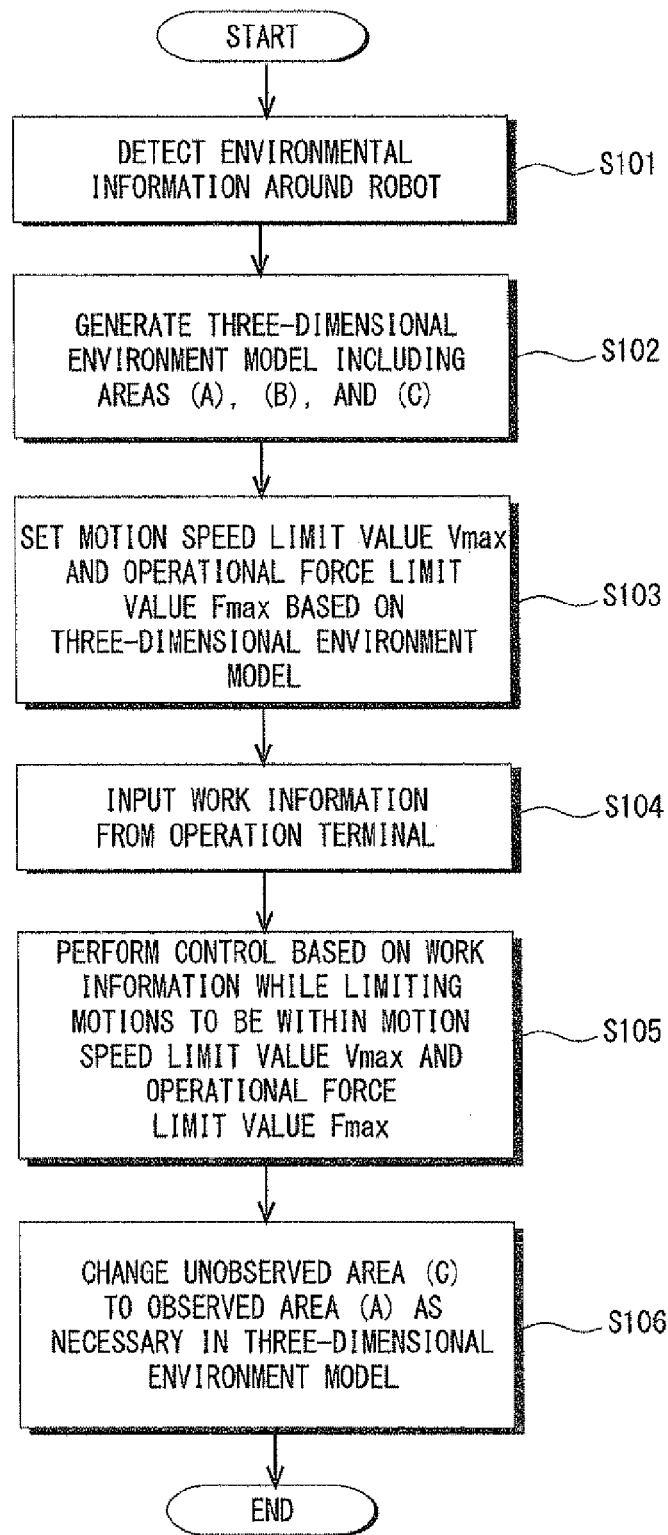 START
DETECT ENVIRONMENTAL
INFORMATION AROUND ROBOT
S101
GENERATE THREE-DIMENSIONAL
ENVIRONMENT MODEL INCLUDING
AREAS (A), (B), AND (C)
S102
SET MOTION SPEED LIMIT VALUE Vmax
AND OPERATIONAL FORCE LIMIT
VALUE Fmax BASED ON
THREE-DIMENSIONAL ENVIRONMENT
MODEL
S103
INPUT WORK INFORMATION
FROM OPERATION TERMINAL
S104
PERFORM CONTROL BASED ON WORK
INFORMATION WHILE LIMITING
MOTIONS TO BE WITHIN MOTION
SPEED LIMIT VALUE Vmax AND
OPERATIONAL FORCE
LIMIT VALUE Fmax
S105
CHANGE UNOBSERVED AREA (C)
TO OBSERVED AREA (A) AS
NECESSARY IN THREE-DIMENSIONAL
ENVIRONMENT MODEL
S106
END